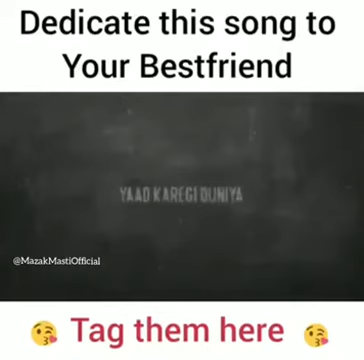 Dedicate this song to
Your Bestfriend
YAAD KAREGI DUNIYA
@MazakMastiOfficial
😘 Tag them here 😘